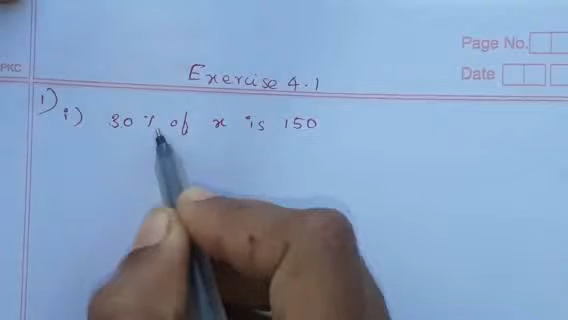 Page No.
PKC
Exercise 4.1
Date
1)
i) 30% of x is 150